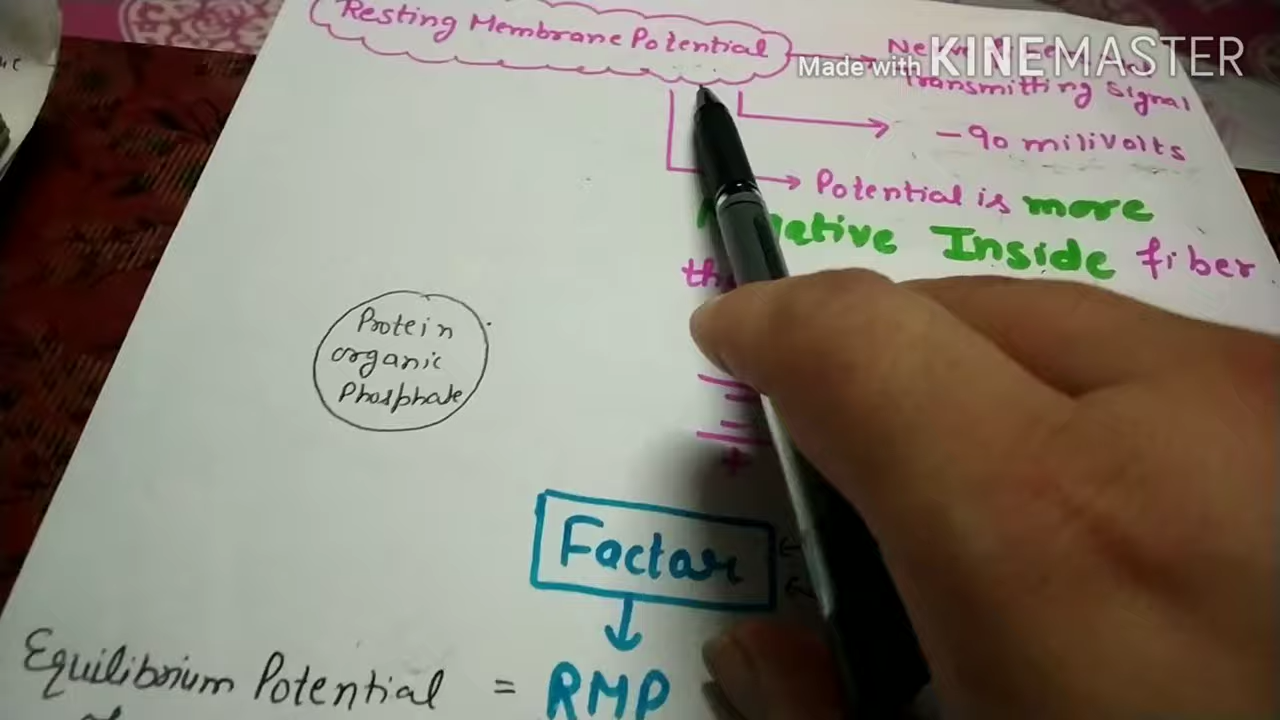 Resting Membrane Potential
Made with KINEMASTER
Transmitting Signal
-90 miliVolts
Potential is more
Inside fiber
Protein
organic
Phosphate
+
Factor
Equilibrium Potential = RMP